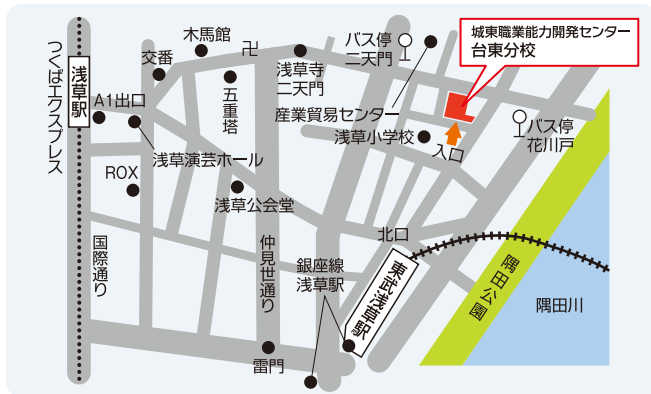 城東職業能力開発センター
台東分校
バス停
二天門
木馬館
卍
交番
浅草寺
二天門
つくばエクスプレス
浅草駅
A1出口
五重塔
産業貿易センター
浅草小学校
入口
バス停
花川戸
浅草演芸ホール
ROX
浅草公会堂
国際通り
仲見世通り
北口
銀座線
浅草駅
東武浅草駅
隅田公園
隅田川
雷門